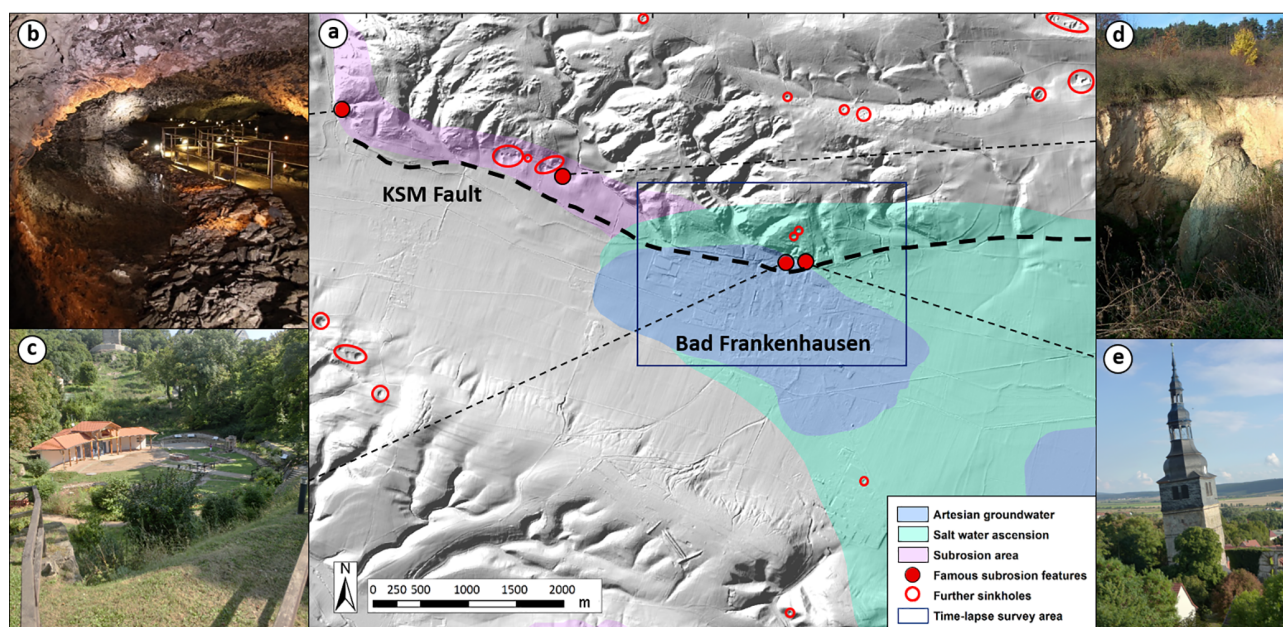 b
a
d
KSM Fault
Bad Frankenhausen
c
e
Artesian groundwater
Salt water ascension
Subrosion area
Famous subrosion features
Further sinkholes
Time-lapse survey area
N
0 250 500 1000 1500 2000
m